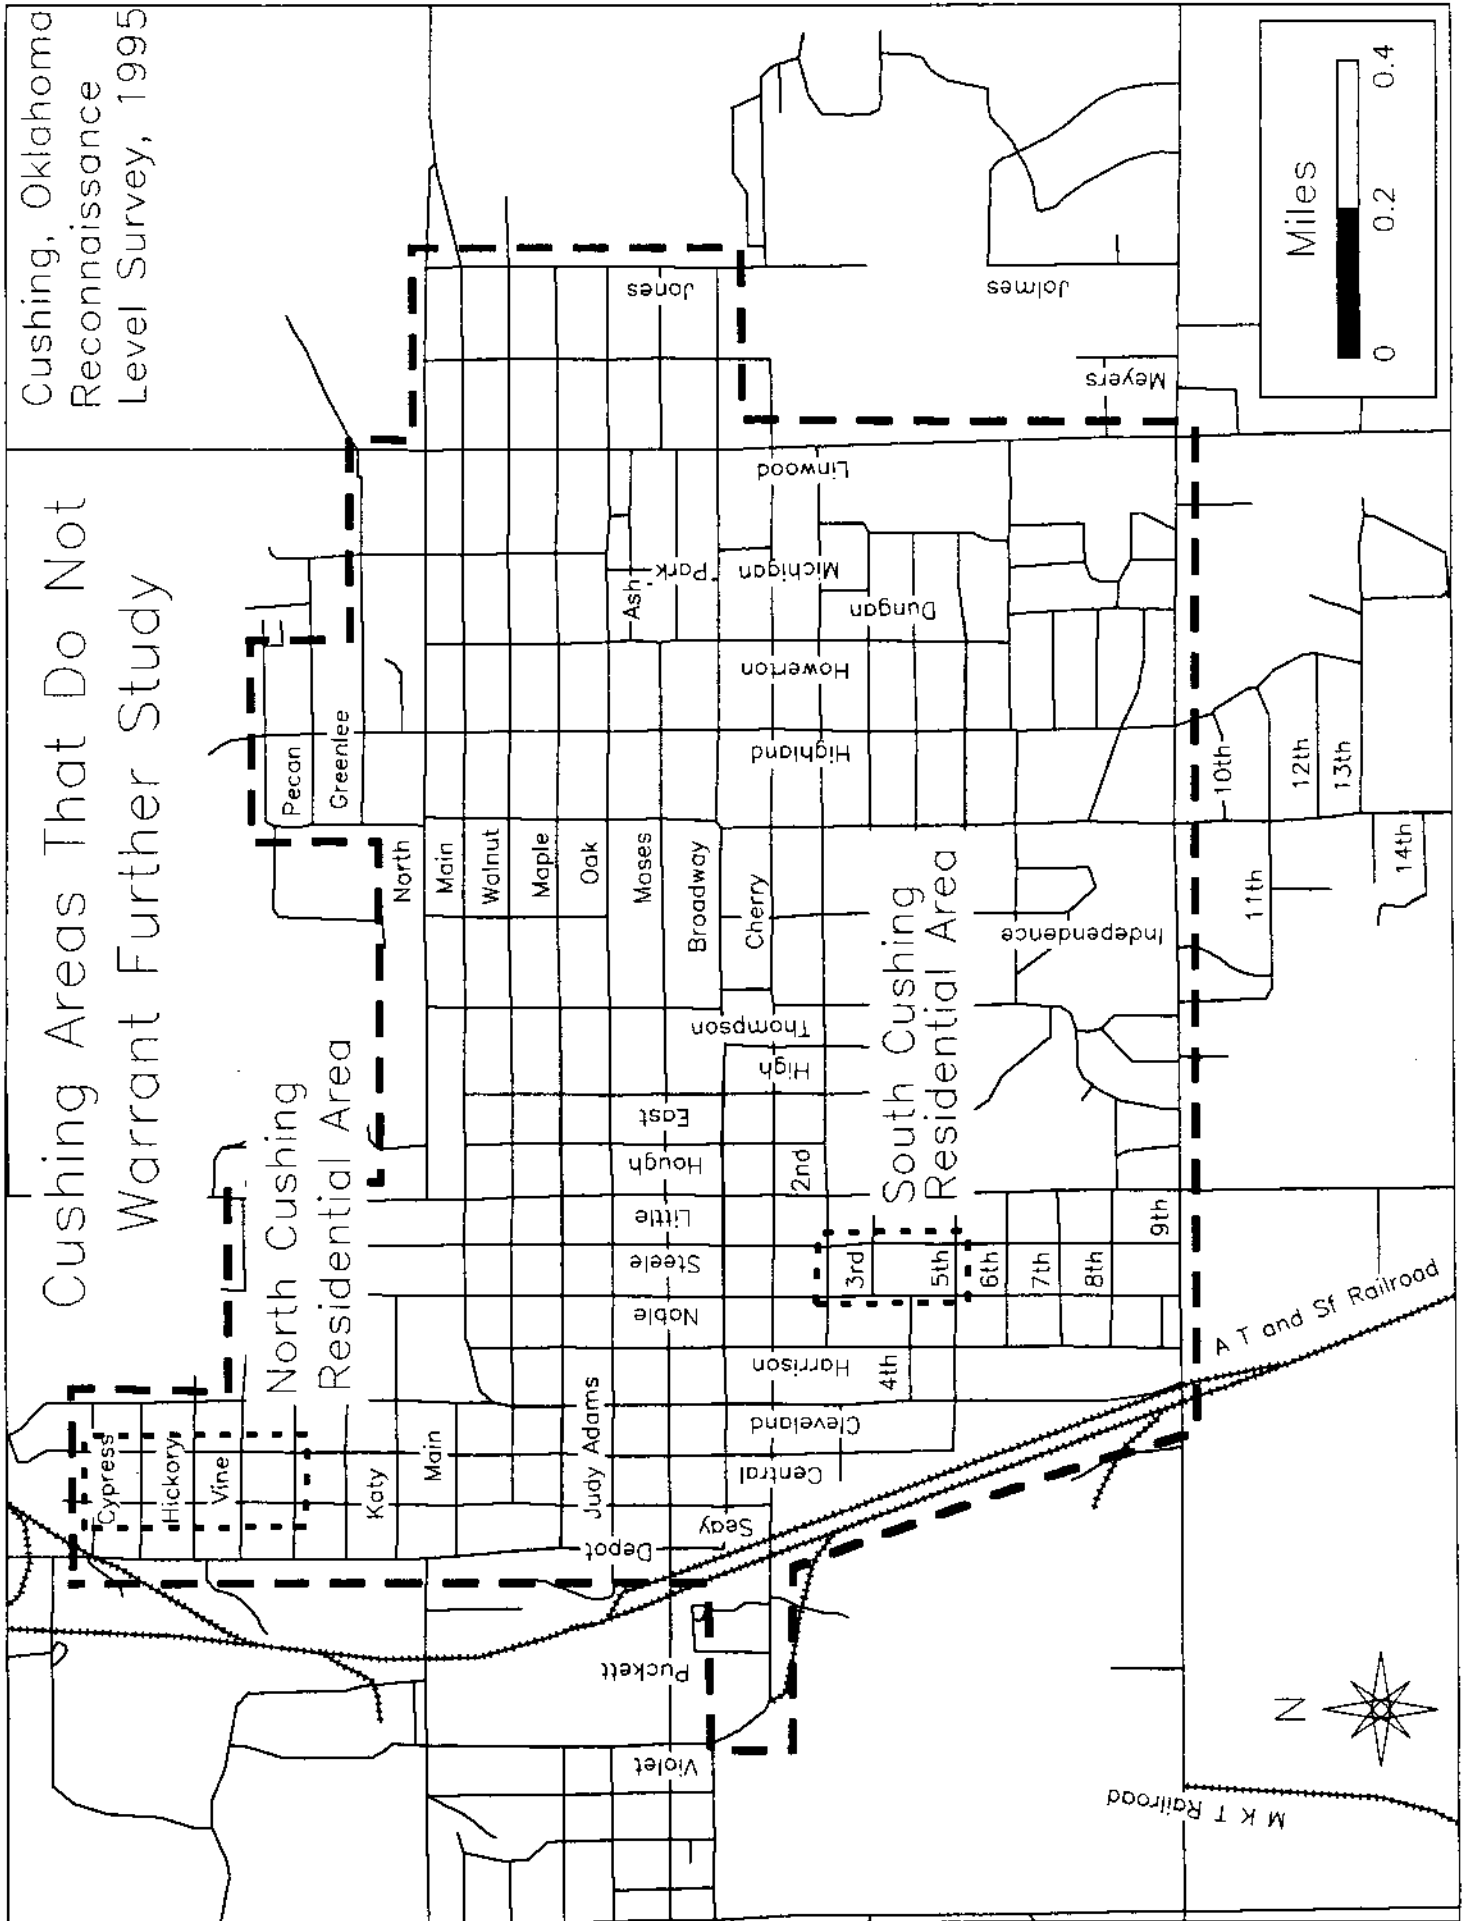 Cushing, Oklahoma
Reconnaissance
Level Survey, 1995
Cushing Areas That Do Not
Warrant Further Study
North Cushing
Residential Area
South Cushing
Residential Area
Cypress
Hickory
Vine
Katy
Main
Judy Adams
Pecan
Greenlee
North
Main
Walnut
Maple
Oak
Moses
Broadway
Cherry
Ash
Park
2nd
3rd
4th
5th
6th
7th
8th
9th
10th
11th
12th
13th
14th
Violet
Puckett
Depot
Seay
Central
Cleveland
Harrison
Noble
Steele
Little
Hough
East
High
Thompson
Independence
Highland
Howerton
Dungan
Michigan
Linwood
Meyers
Jones
Jolmes
A T and Sf Railroad
M K T Railroad
N
Miles
0 0.2 0.4